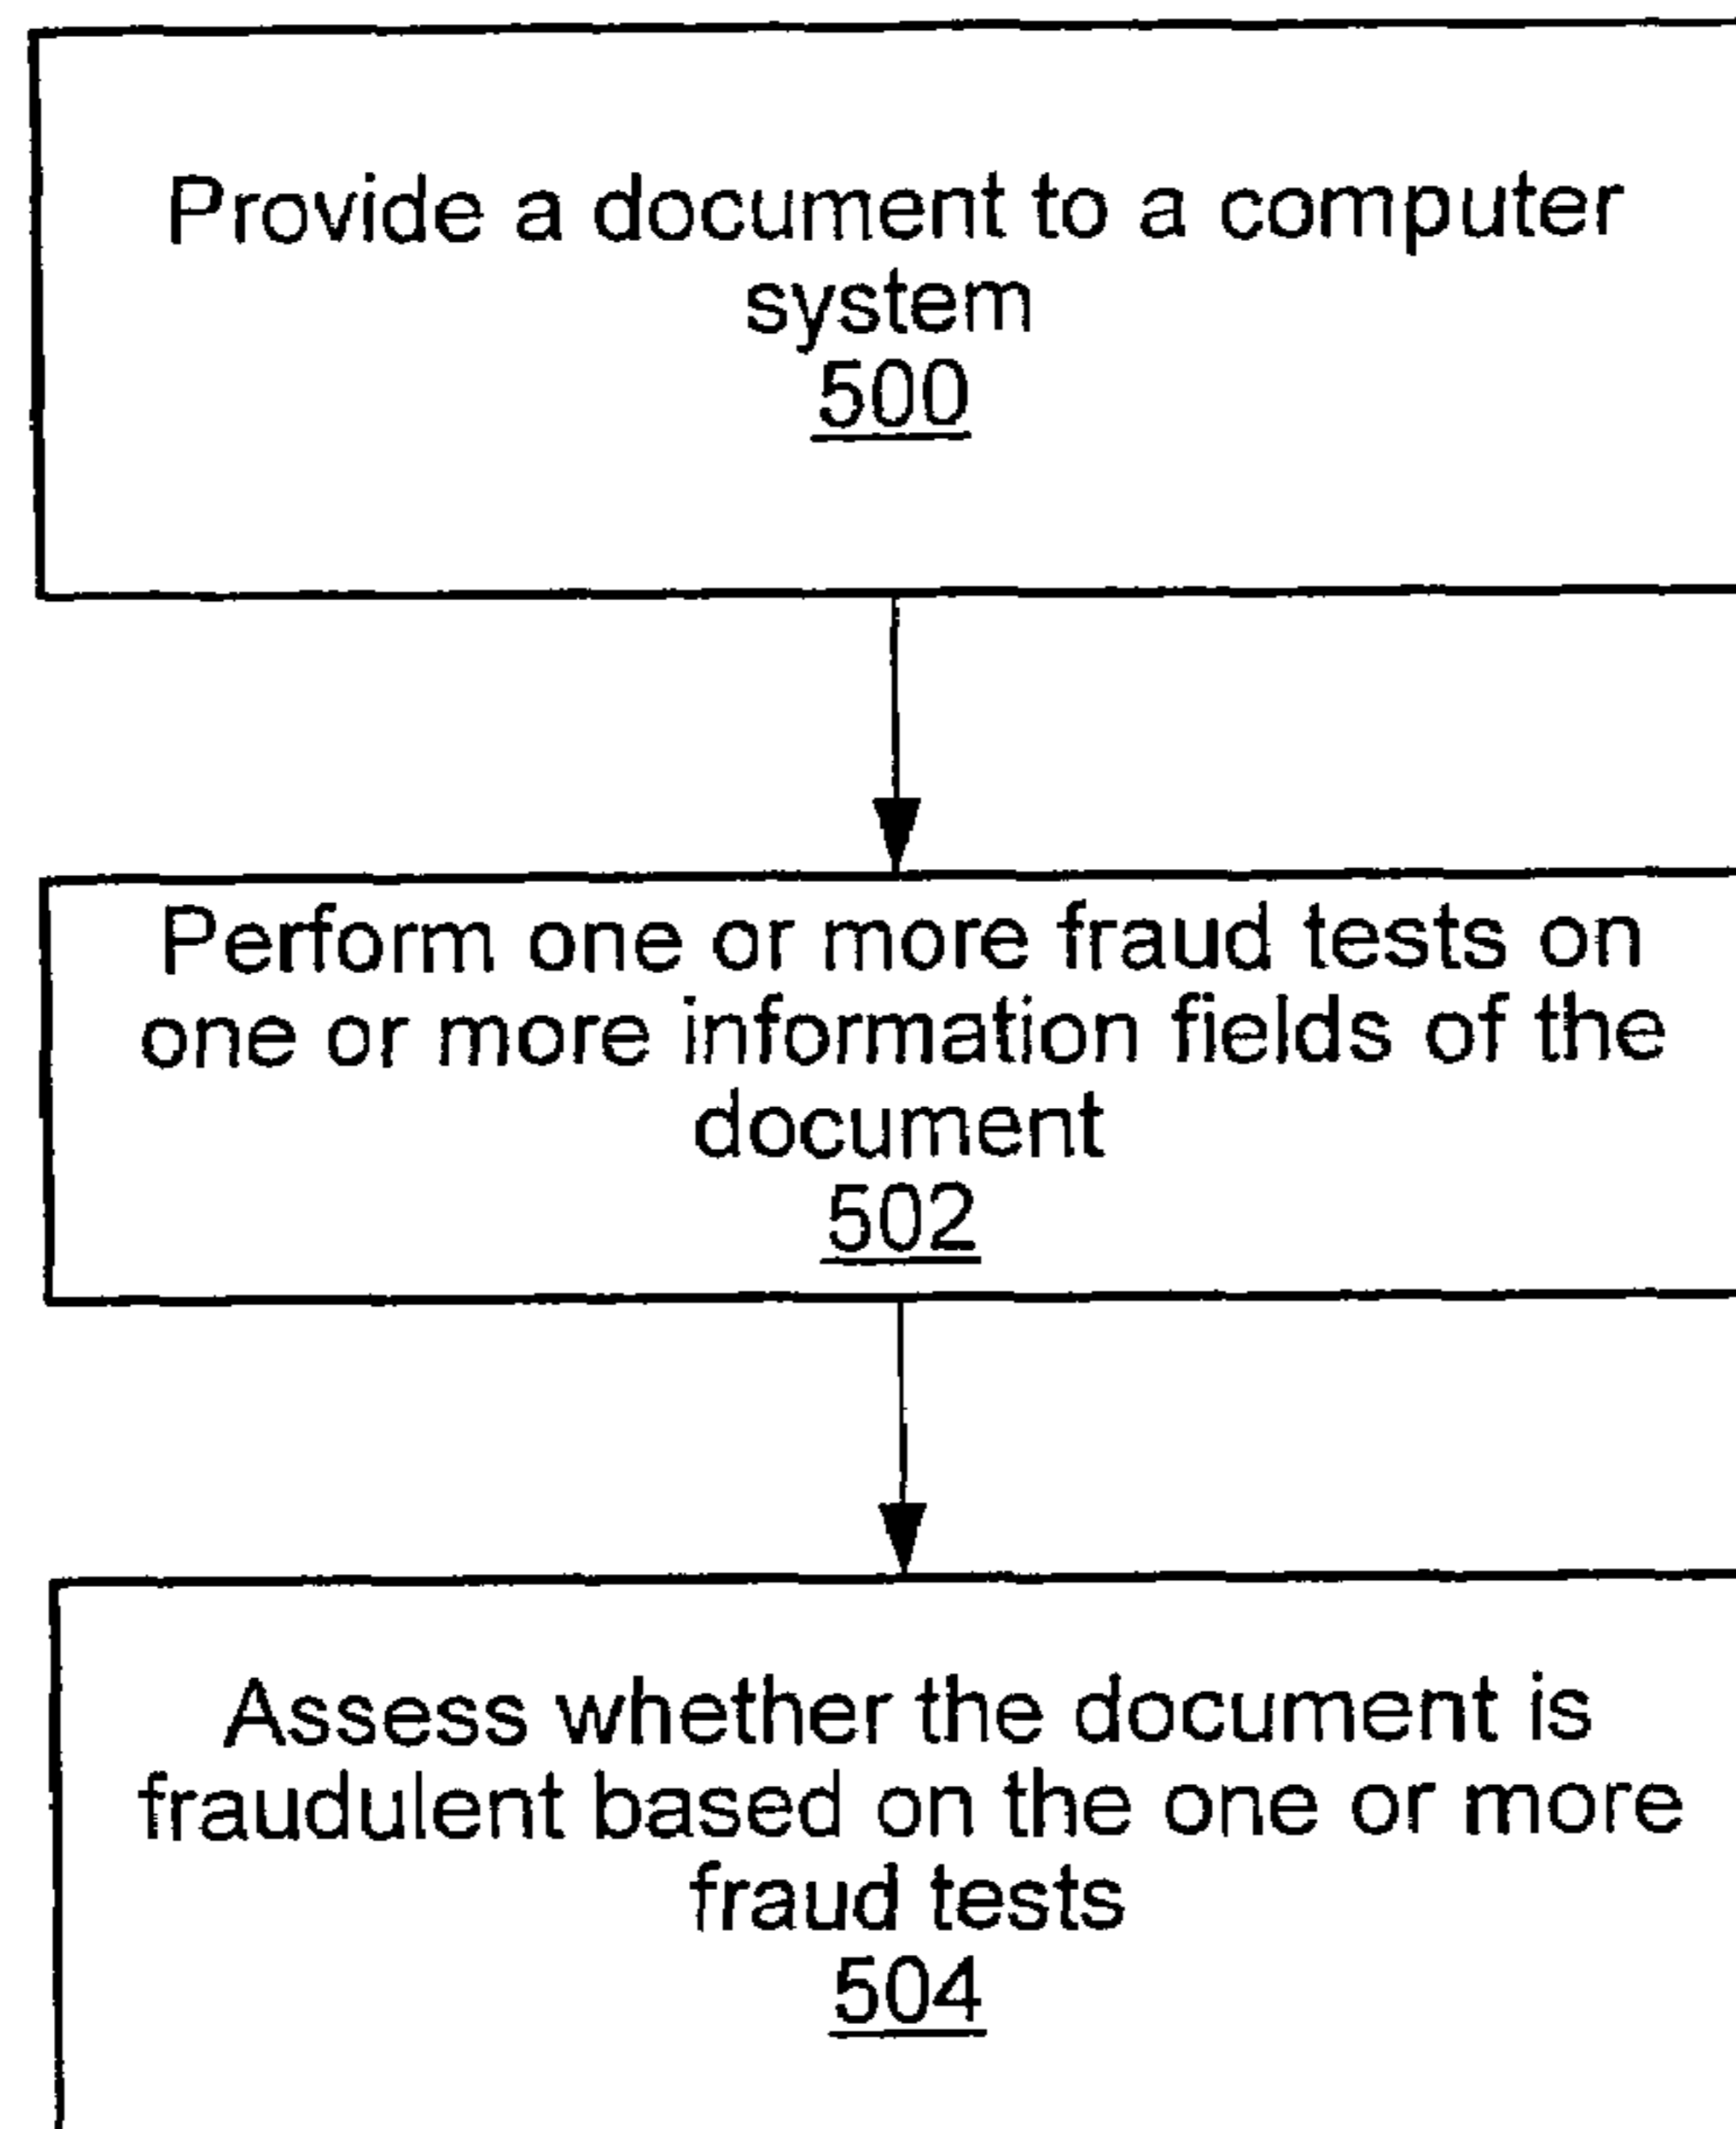 Provide a document to a computer
system
500
Perform one or more fraud tests on
one or more information fields of the
document
502
Assess whether the document is
fraudulent based on the one or more
fraud tests
504